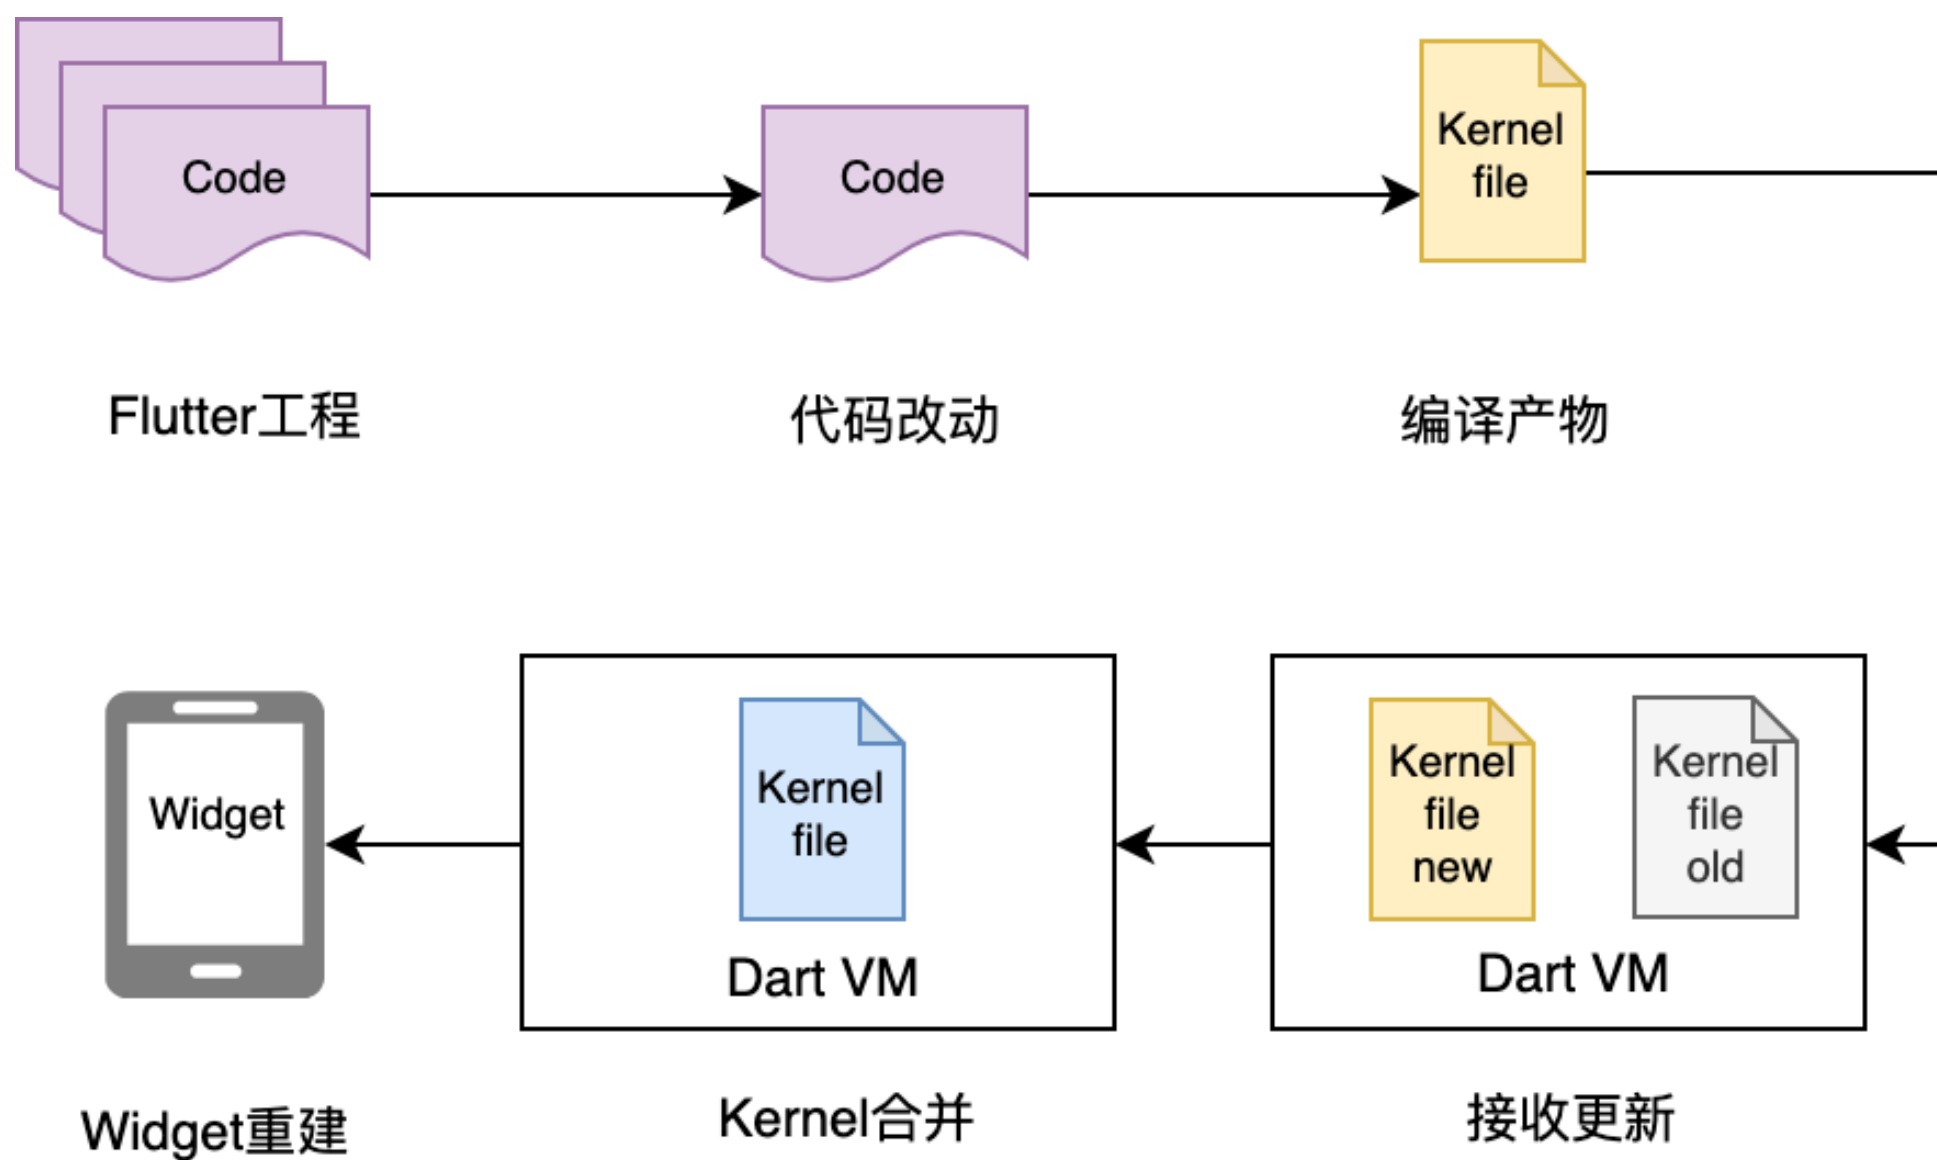 Code
Code
Kernel
file
Flutter工程
代码改动
编译产物
Widget
Kernel
file
Dart VM
Kernel
file
new
Kernel
file
old
Dart VM
Widget重建
Kernel合并
接收更新